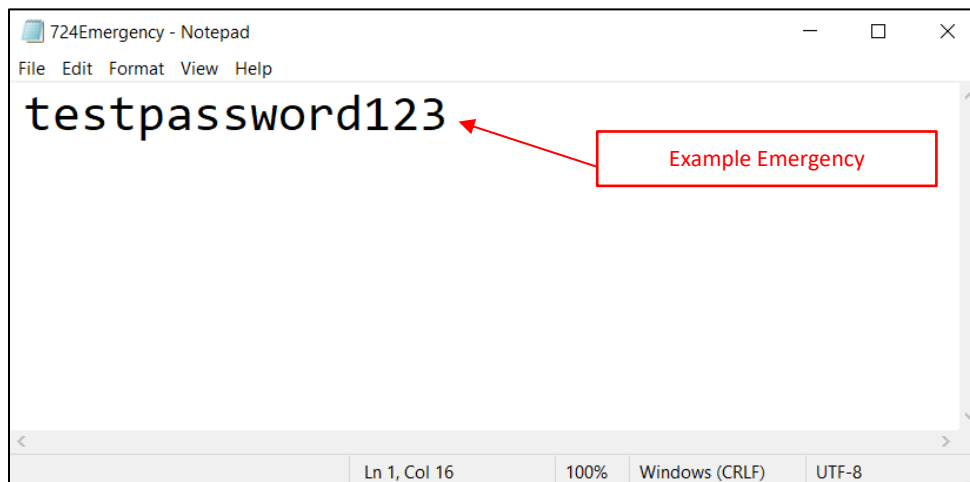 724Emergency - Notepad
File Edit Format View Help
testpassword123
Example Emergency
Ln 1, Col 16 100% Windows (CRLF) UTF-8